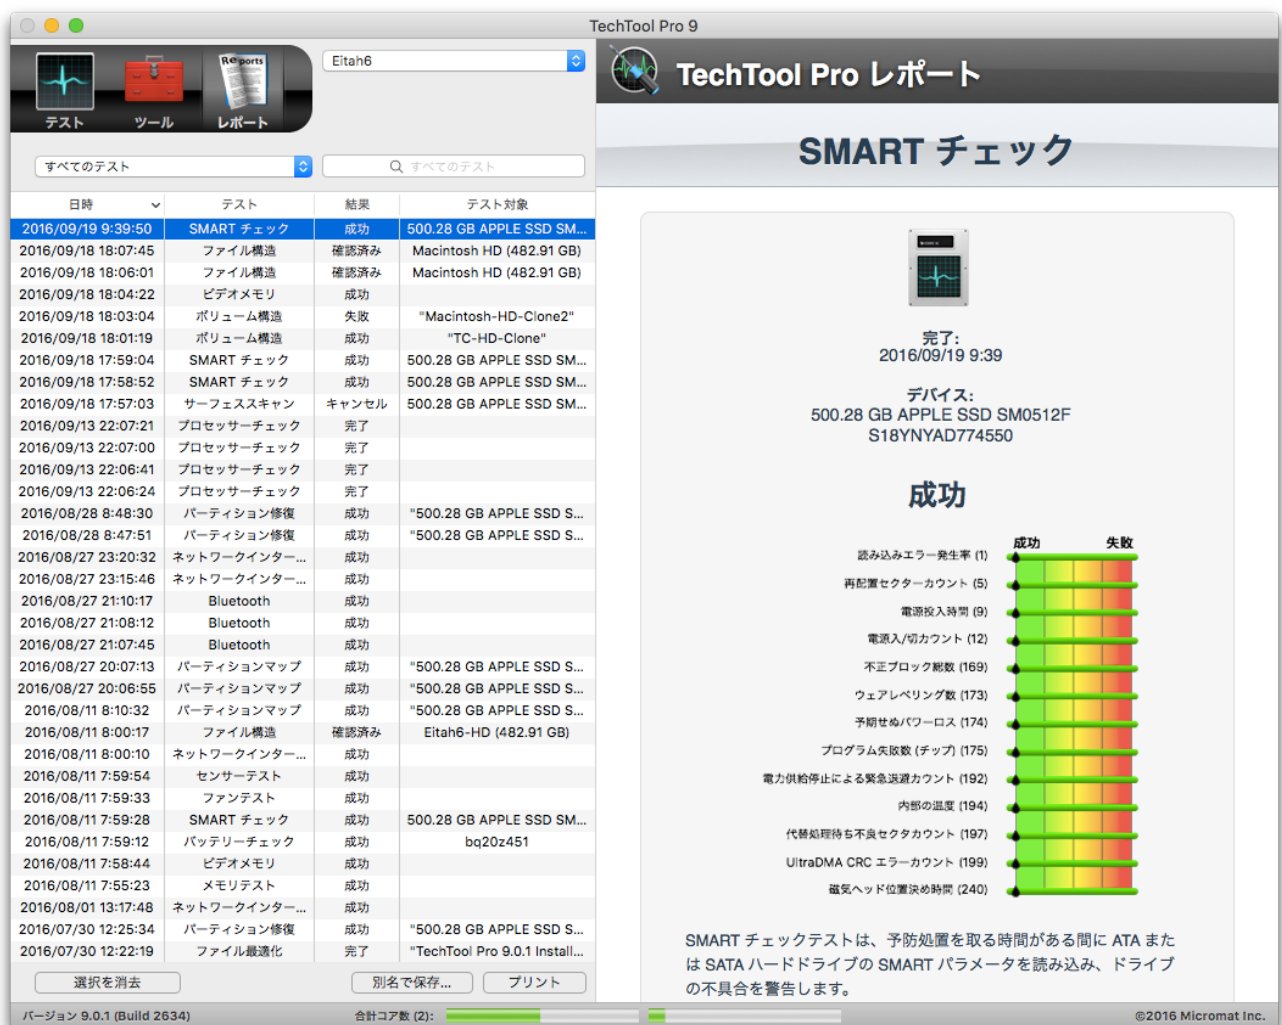 TechTool Pro 9
Reports
テスト ツール レポート
Eitah6
すべてのテスト
すべてのテスト
日時 テスト 結果 テスト対象
2016/09/19 9:39:50 SMART チェック 成功 500.28 GB APPLE SSD SM...
2016/09/18 18:07:45 ファイル構造 確認済み Macintosh HD (482.91 GB)
2016/09/18 18:06:01 ファイル構造 確認済み Macintosh HD (482.91 GB)
2016/09/18 18:04:22 ビデオメモリ 成功
2016/09/18 18:03:04 ボリューム構造 失敗 "Macintosh-HD-Clone2"
2016/09/18 18:01:19 ボリューム構造 成功 "TC-HD-Clone"
2016/09/18 17:59:04 SMART チェック 成功 500.28 GB APPLE SSD SM...
2016/09/18 17:58:52 SMART チェック 成功 500.28 GB APPLE SSD SM...
2016/09/18 17:57:03 サーフェススキャン キャンセル 500.28 GB APPLE SSD SM...
2016/09/13 22:07:21 プロセッサーチェック 完了
2016/09/13 22:07:00 プロセッサーチェック 完了
2016/09/13 22:06:41 プロセッサーチェック 完了
2016/09/13 22:06:24 プロセッサーチェック 完了
2016/08/28 8:48:30 パーティション修復 成功 "500.28 GB APPLE SSD S...
2016/08/28 8:47:51 パーティション修復 成功 "500.28 GB APPLE SSD S...
2016/08/27 23:20:32 ネットワークインター... 成功
2016/08/27 23:15:46 ネットワークインター... 成功
2016/08/27 21:10:17 Bluetooth 成功
2016/08/27 21:08:12 Bluetooth 成功
2016/08/27 21:07:45 Bluetooth 成功
2016/08/27 20:07:13 パーティションマップ 成功 "500.28 GB APPLE SSD S...
2016/08/27 20:06:55 パーティションマップ 成功 "500.28 GB APPLE SSD S...
2016/08/11 8:10:32 パーティションマップ 成功 "500.28 GB APPLE SSD S...
2016/08/11 8:00:17 ファイル構造 確認済み Eitah6-HD (482.91 GB)
2016/08/11 8:00:10 ネットワークインター... 成功
2016/08/11 7:59:54 センサーテスト 成功
2016/08/11 7:59:33 ファンテスト 成功
2016/08/11 7:59:28 SMART チェック 成功 500.28 GB APPLE SSD SM...
2016/08/11 7:59:12 バッテリーチェック 成功 bq20z451
2016/08/11 7:58:44 ビデオメモリ 成功
2016/08/11 7:55:23 メモリテスト 成功
2016/08/01 13:17:48 ネットワークインター... 成功
2016/07/30 12:25:34 パーティション修復 成功 "500.28 GB APPLE SSD S...
2016/07/30 12:22:19 ファイル最適化 完了 "TechTool Pro 9.0.1 Install...
選択を消去 別名で保存... プリント
バージョン 9.0.1 (Build 2634) 合計コア数 (2):
TechTool Pro レポート
SMART チェック
完了:
2016/09/19 9:39
デバイス:
500.28 GB APPLE SSD SM0512F
S18YNYAD774550
成功
成功 失敗
読み込みエラー発生率 (1)
再配置セクターカウント (5)
電源投入時間 (9)
電源入/切カウント (12)
不正ブロック総数 (169)
ウェアレベリング数 (173)
予期せぬパワーロス (174)
プログラム失敗数 (チップ) (175)
電力供給停止による緊急退避カウント (192)
内部の温度 (194)
代替処理待ち不良セクタカウント (197)
UltraDMA CRC エラーカウント (199)
磁気ヘッド位置決め時間 (240)
SMART チェックテストは、予防処置を取る時間がある間に ATA また
は SATA ハードドライブの SMART パラメータを読み込み、ドライブ
の不具合を警告します。
©2016 Micromat Inc.